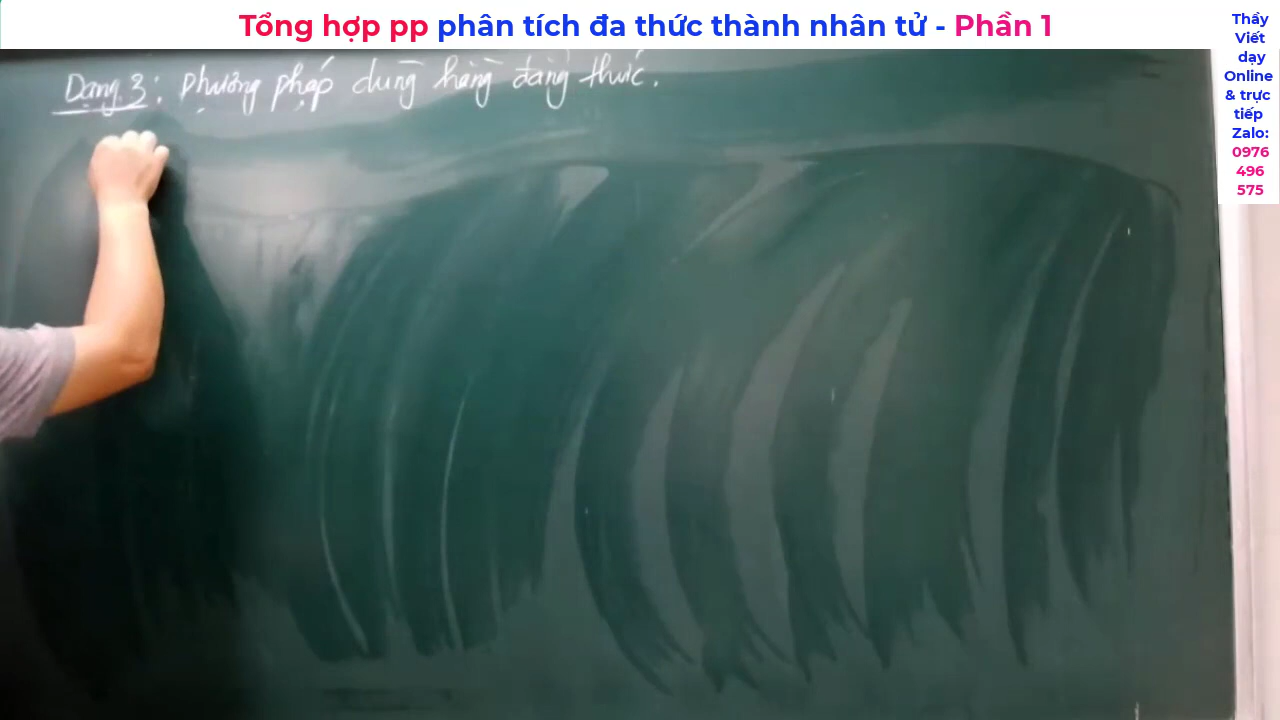 Tổng hợp pp phân tích đa thức thành nhân tử - Phần 1
Thầy
Viết
dạy
Online
& trực
tiếp
Zalo:
0976
496
575
Dạng 3: Phương pháp dùng hằng đẳng thức.